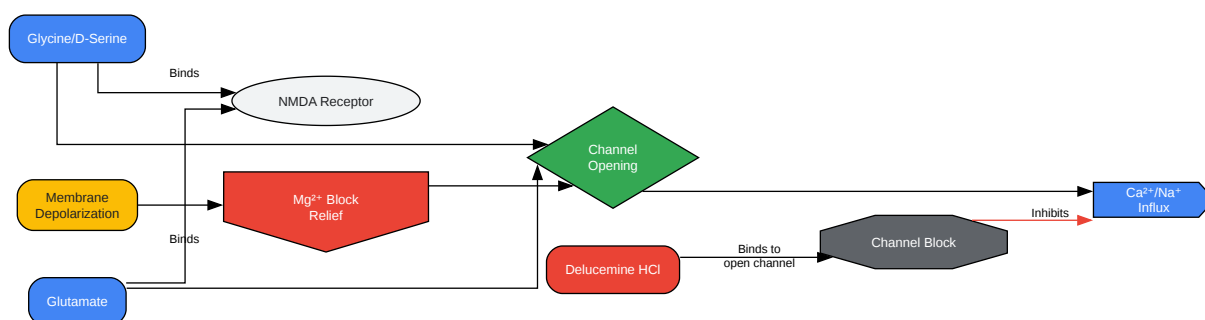 Glycine/D-Serine
Binds
NMDA Receptor
Channel
Opening
Membrane
Depolarization
Mg²⁺ Block
Relief
Ca²⁺/Na⁺
Influx
Inhibits
Binds
Channel Block
Binds to
open channel
Delucemine HCl
Glutamate